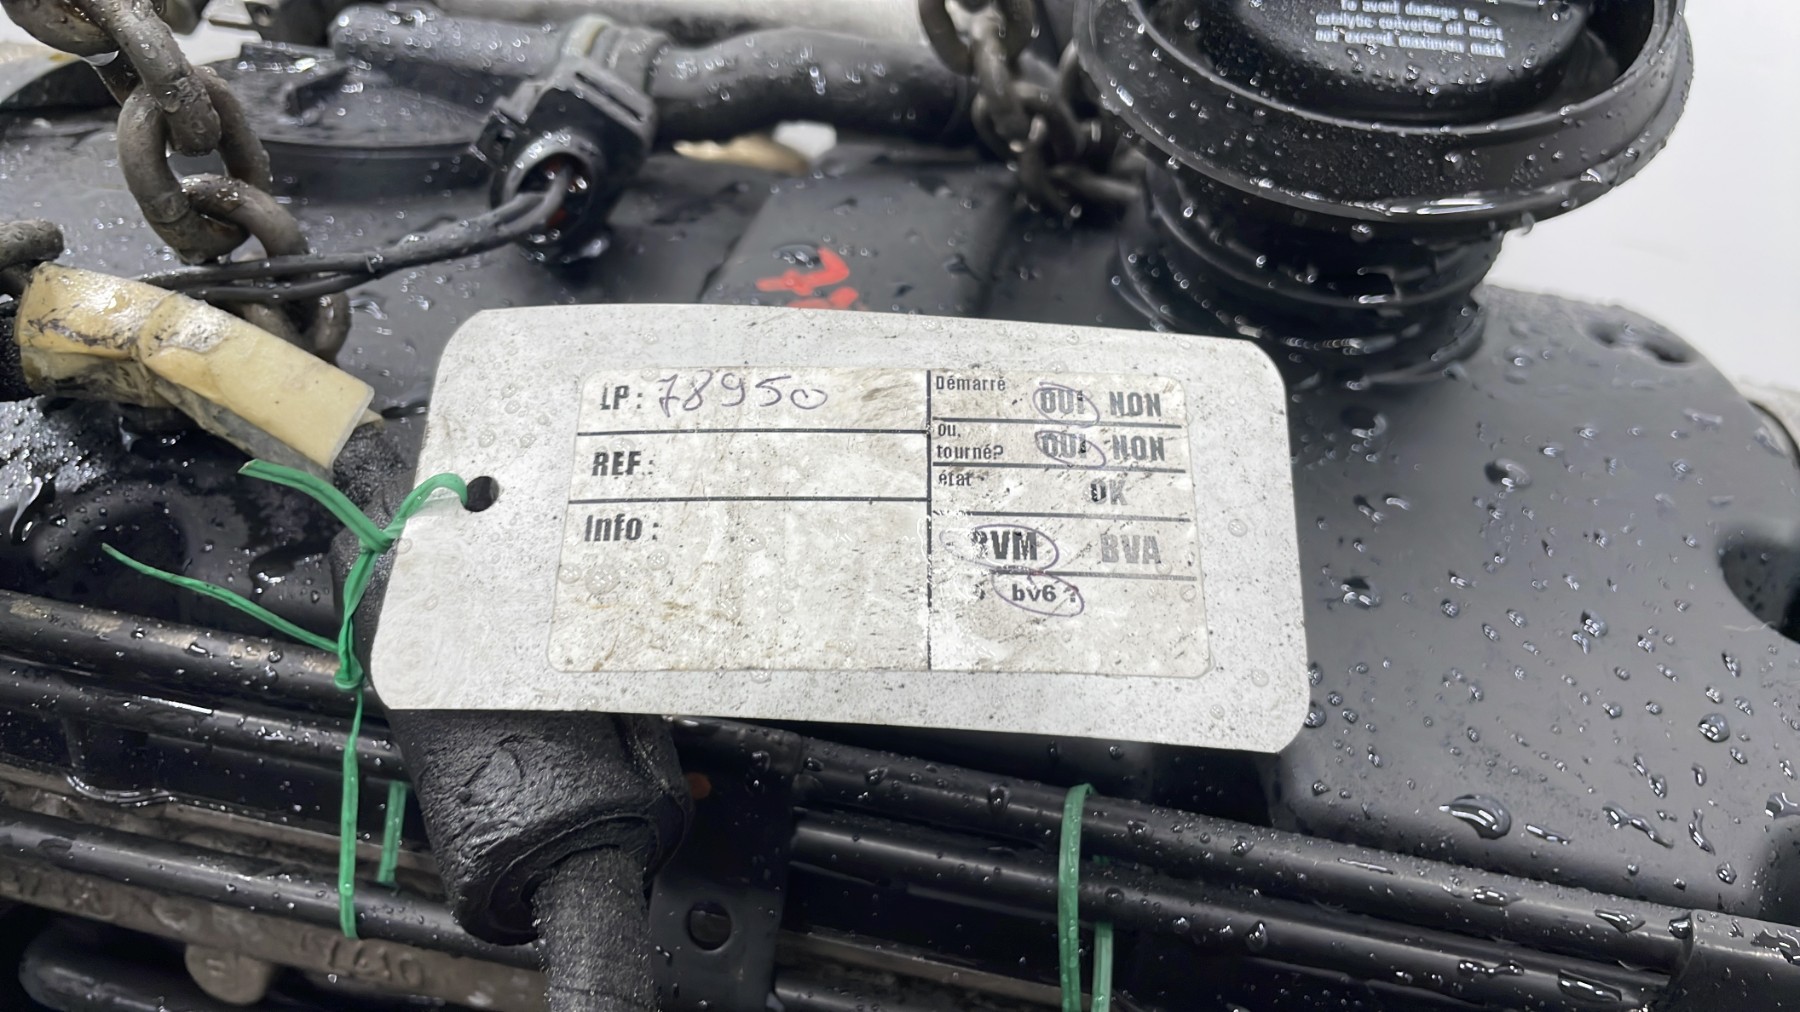 To avoid damage to
catalytic converter oil must
not exceed maximum mark
LP: 78950
REF:
Info :
Démarré OUI NON
ou,
tourné? OUI NON
état OK
BVM BVA
bv6 ?